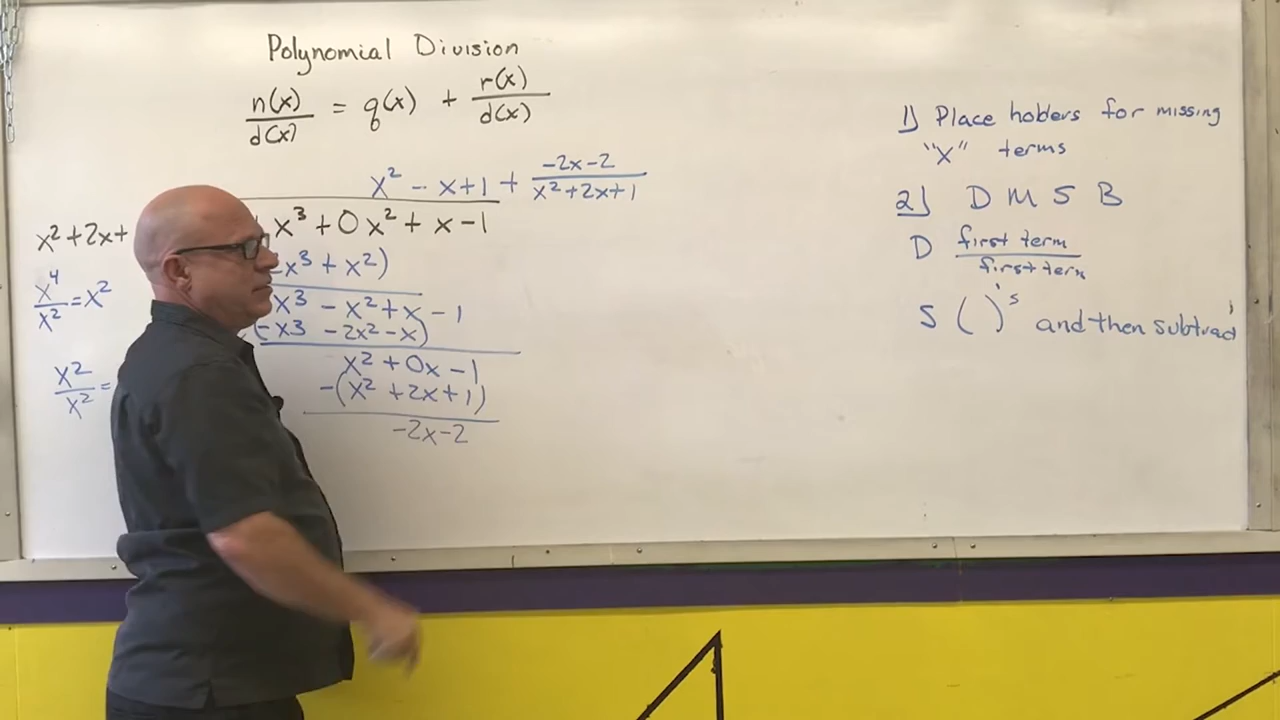 Polynomial Division
n(x)/d(x) = q(x) + r(x)/d(x)
x² - x+1 + -2x-2/x²+2x+1
x²+2x+ x³ + 0x² + x - 1
x³ + x²)
x⁴/x² = x²
x³ - x² + x - 1
(-x3 - 2x² - x)
x²/x² =
x² + 0x - 1
-(x² + 2x + 1)
-2x-2
1) Place holders for missing
"X" terms
2) D M S B
D first term/first term
S ( )'s and then subtract